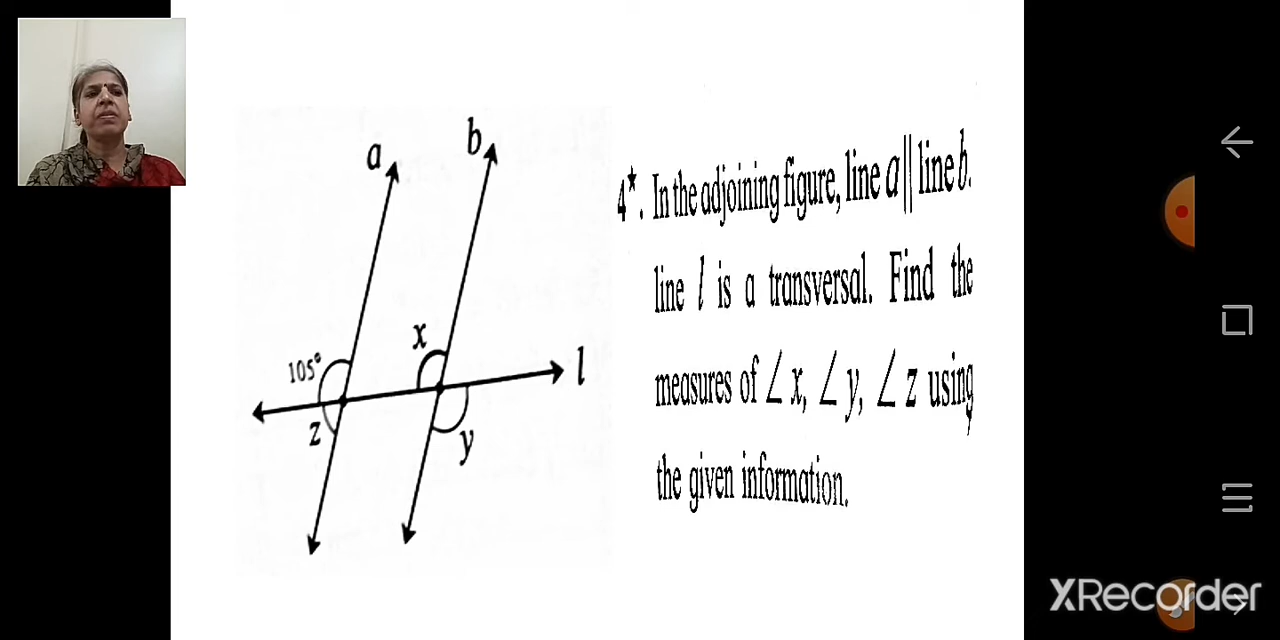 a
b
4*. In the adjoining figure, line a || line b.
line l is a transversal. Find the
measures of ∠x, ∠y, ∠z using
the given information.
x
105°
l
z
y
XRecorder